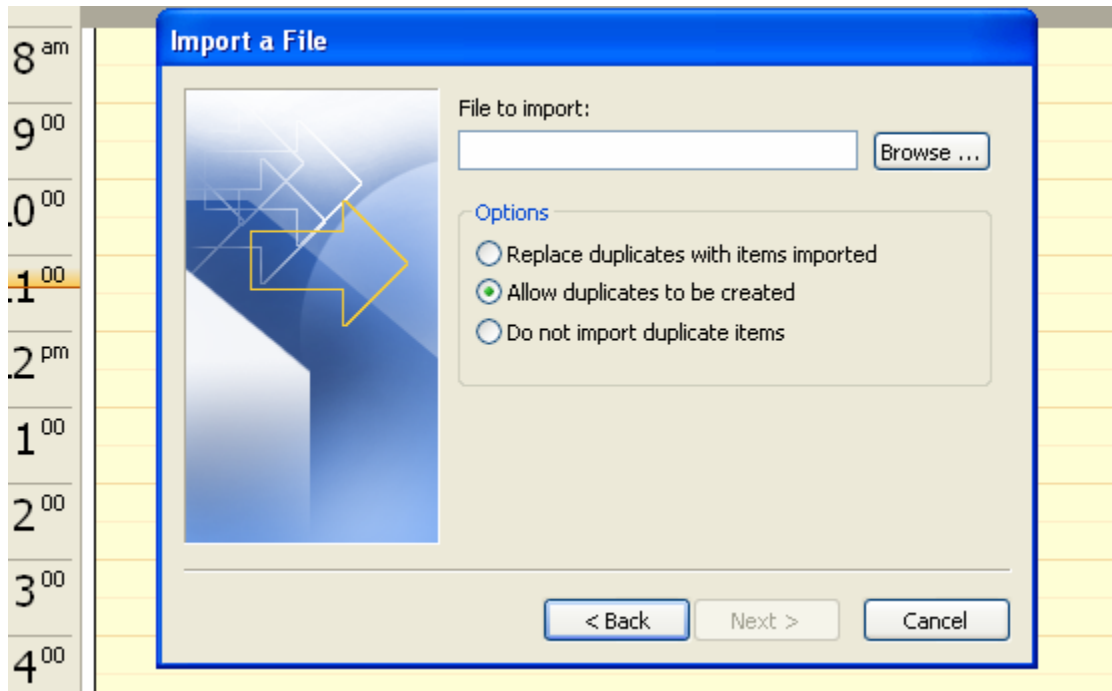 Import a File
File to import:
Browse ...
Options
Replace duplicates with items imported
Allow duplicates to be created
Do not import duplicate items
< Back Next > Cancel
8 am
9 00
.0 00
.1 00
.2 pm
1 00
2 00
3 00
4 00